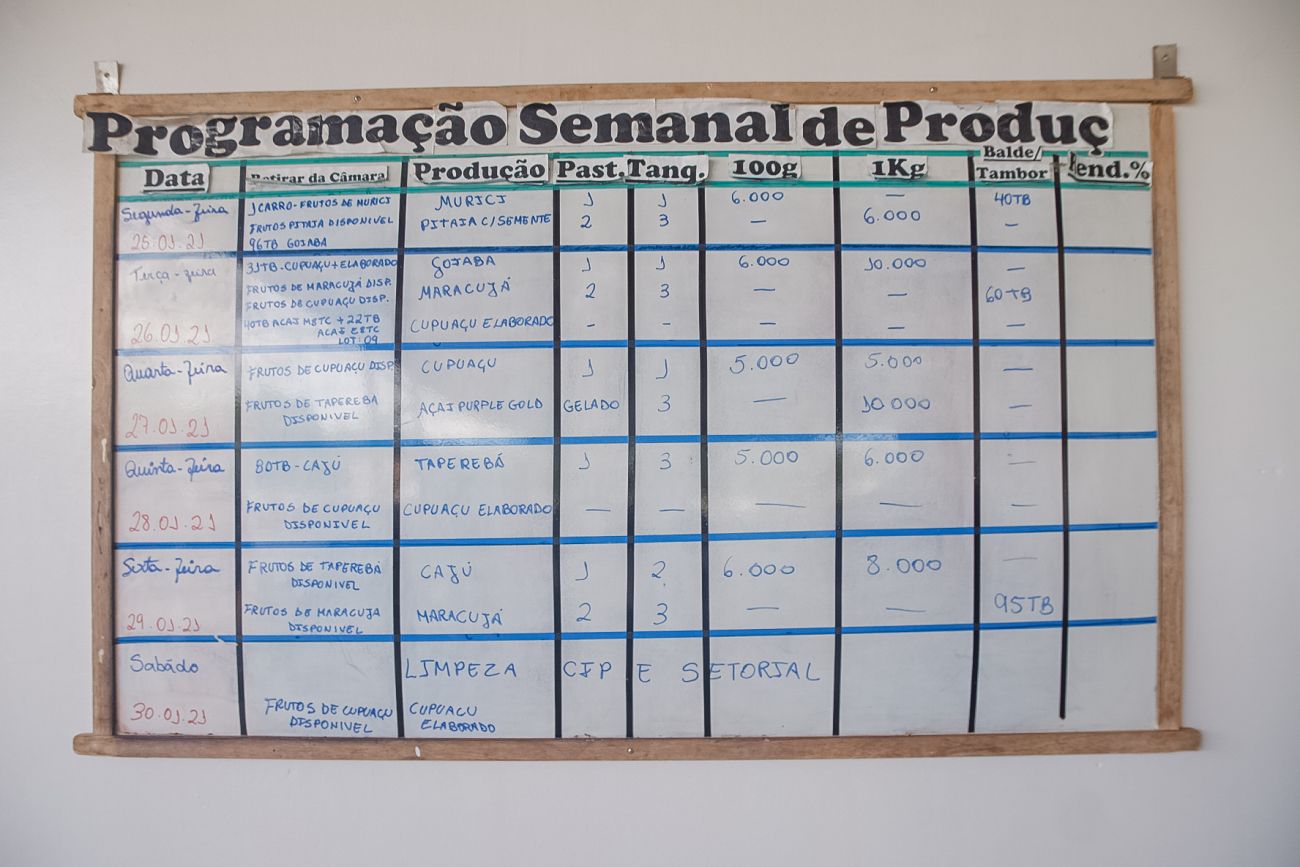 Programação Semanal de Produç
Data Retirar da Câmara Produção Past. Tanq. 100g 1Kg Balde/ Tambor Rend.%
Segunda-feira 1 CARRO-FRUTOS DE MURICI MURICI 1 1 6.000 — 40TB
FRUTOS PITAIA DISPONIVEL PITAIA C/SEMENTE 2 3 — 6.000 —
25.01.21 96TB GOIABA
Terça-feira 31TB-CUPUAÇU+ELABORADO GOIABA 1 1 6.000 10.000 —
FRUTOS DE MARACUJÁ DISP. MARACUJÁ 2 3 — — 60TB
FRUTOS DE CUPUAÇU DISP.
26.01.21 40TB AÇAI M8TC + 22TB CUPUAÇU ELABORADO - - — — —
AÇAI E8TC
LOT:09
Quarta-feira FRUTOS DE CUPUAÇU DISP. CUPUAÇU 1 1 5.000 5.000 —
27.01.21 FRUTOS DE TAPEREBÁ AÇAI PURPLE GOLD GELADO 3 — 10.000 —
DISPONIVEL
Quinta-feira 80TB-CAJÚ TAPEREBÁ 1 3 5.000 6.000 —
28.01.21 FRUTOS DE CUPUAÇU CUPUAÇU ELABORADO — — — — —
DISPONIVEL
Sixta-feira FRUTOS DE TAPEREBÁ CAJÚ 1 2 6.000 8.000 —
DISPONIVEL
29.01.21 FRUTOS DE MARACUJA MARACUJÁ 2 3 — — 95TB
DISPONIVEL
Sabádo LIMPEZA CIP E SETORIAL
30.01.21 FRUTOS DE CUPUAÇU CUPUAÇU
DISPONIVEL ELABORADO